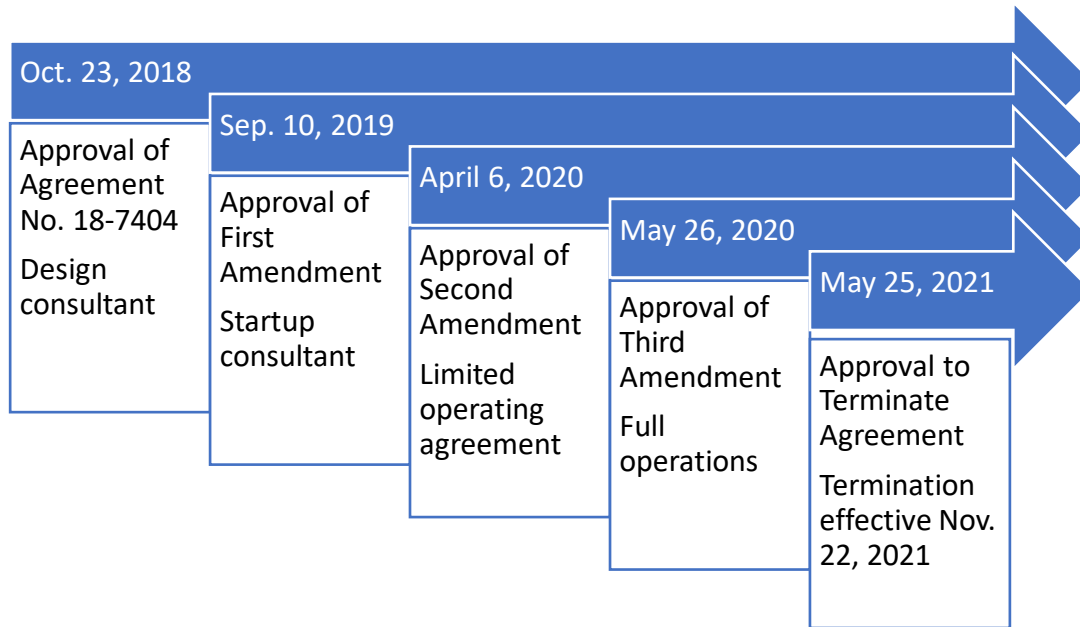 Oct. 23, 2018
Approval of
Agreement
No. 18-7404
Design
consultant
Sep. 10, 2019
Approval of
First
Amendment
Startup
consultant
April 6, 2020
Approval of
Second
Amendment
Limited
operating
agreement
May 26, 2020
Approval of
Third
Amendment
Full
operations
May 25, 2021
Approval to
Terminate
Agreement
Termination
effective Nov.
22, 2021